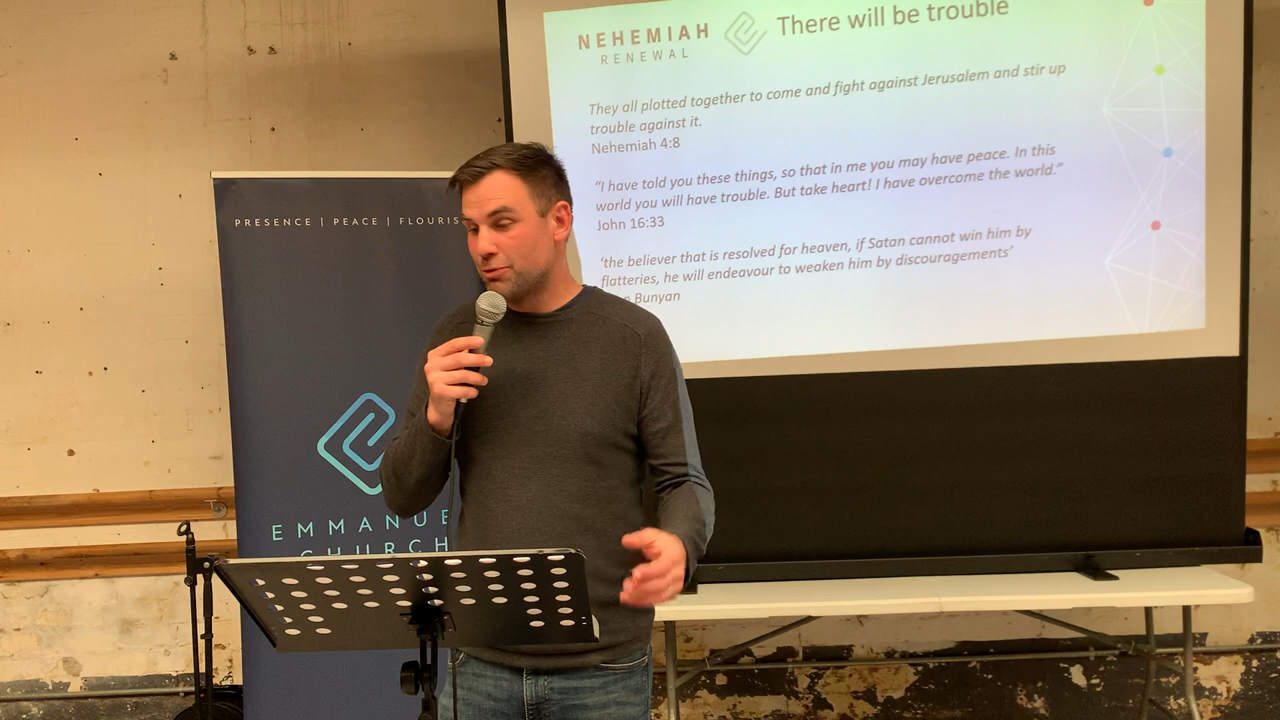 NEHEMIAH
RENEWAL
There will be trouble
They all plotted together to come and fight against Jerusalem and stir up
trouble against it.
Nehemiah 4:8
“I have told you these things, so that in me you may have peace. In this
world you will have trouble. But take heart! I have overcome the world.”
John 16:33
‘the believer that is resolved for heaven, if Satan cannot win him by
flatteries, he will endeavour to weaken him by discouragements’
Bunyan
PRESENCE | PEACE | FLOURIS
EMMANUE
CHURCH